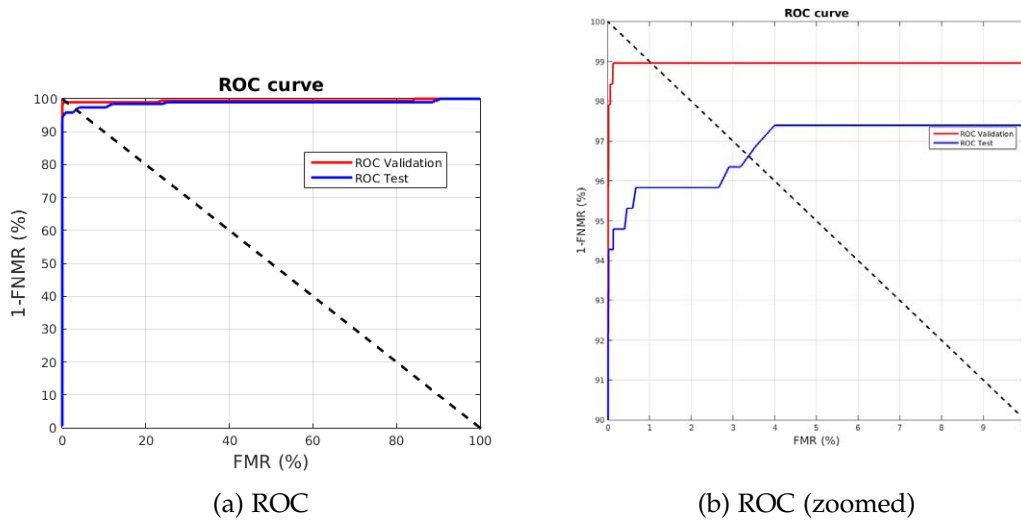 ROC curve
100
90
80
70
60
50
40
30
20
10
0
1-FNMR (%)
ROC Validation
ROC Test
0 20 40 60 80 100
FMR (%)
(a) ROC
ROC curve
100
99
98
97
96
95
94
93
92
91
90
1-FNMR (%)
ROC Validation
ROC Test
0 1 2 3 4 5 6 7 8 9
FMR (%)
(b) ROC (zoomed)